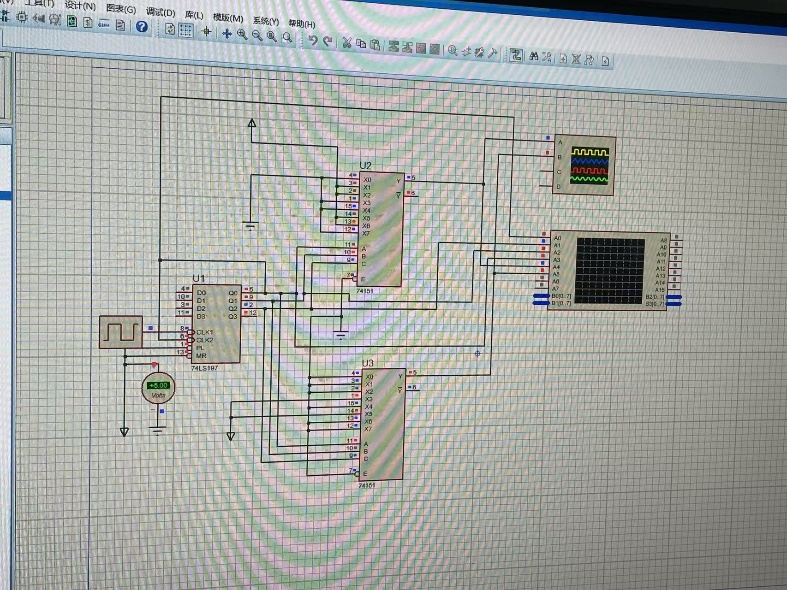 工具(T) 设计(N) 图表(G) 调试(D) 库(L) 模版(M) 系统(Y) 帮助(H)
U2
4 X0 Y 5
3 X1
2 X2 Y 6
1 X3
15 X4
14 X5
13 X6
12 X7
11 A
10 B
9 C
7 E
74151
A
B
C
D
A0 A8
A1 A9
A2 A10
A3 A11
A4 A12
A5 A13
A6 A14
A7 A15
B0[0..7] B2[0..7]
B1[0..7] B3[0..7]
U1
4 D0 Q0 5
10 D1 Q1 9
3 D2 Q2 2
11 D3 Q3 12
8 CLK1
6 CLK2
1 PL
13 MR
74LS197
+5.00
Volts
U3
4 X0 Y 5
3 X1
2 X2 Y 6
1 X3
15 X4
14 X5
13 X6
12 X7
11 A
10 B
9 C
7 E
74151